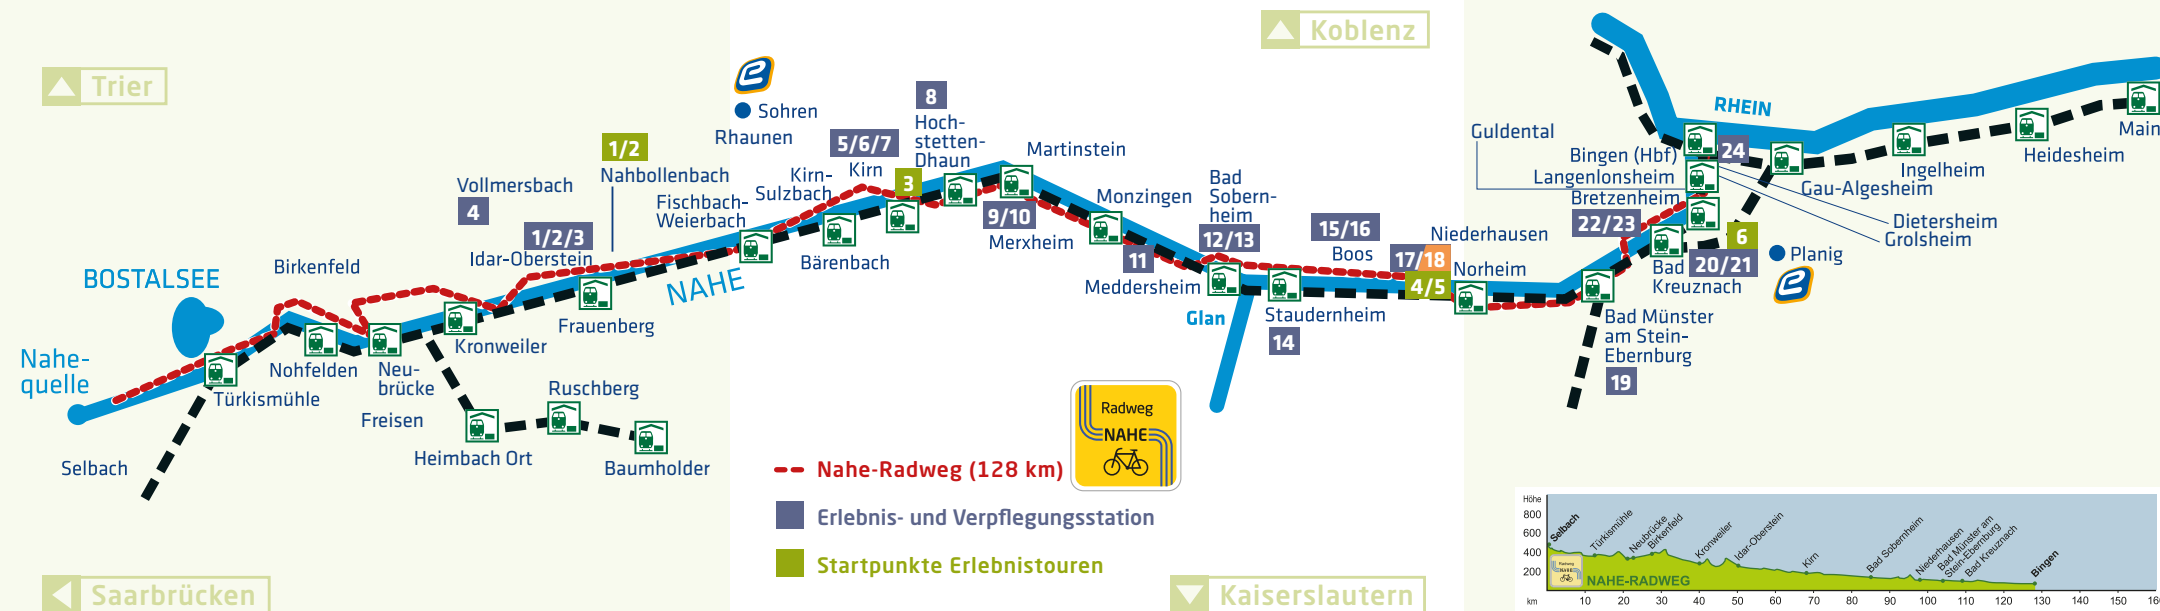 Trier
Koblenz
Sohren
Rhaunen
8
Hoch-
stetten-
Dhaun
5/6/7
Kirn
3
1/2
Nahbollenbach
Kirn-
Sulzbach
Martinstein
Vollmersbach
4
Fischbach-
Weierbach
1/2/3
Idar-Oberstein
9/10
Merxheim
Monzingen
Bad
Sobern-
heim
12/13
11
Meddersheim
15/16
Boos
17/18
4/5
Niederhausen
Norheim
Guldental
RHEIN
Bingen (Hbf)
24
Langenlonsheim
Bretzenheim
22/23
Gau-Algesheim
Ingelheim
Heidesheim
Main
Dietersheim
Grolsheim
6
20/21
Planig
Bad
Kreuznach
BOSTALSEE
Birkenfeld
NAHE
Bärenbach
Frauenberg
Glan
Staudernheim
14
Bad Münster
am Stein-
Ebernburg
19
Nahe-
quelle
Kronweiler
Nohfelden
Neu-
brücke
Türkismühle
Freisen
Ruschberg
Selbach
Heimbach Ort
Baumholder
Radweg
NAHE
Nahe-Radweg (128 km)
Erlebnis- und Verpflegungsstation
Startpunkte Erlebnistouren
Saarbrücken
Kaiserslautern
Höhe
800
600
400
200
km
Selbach
Türkismühle
Neubrücke
Birkenfeld
Kronweiler
Idar-Oberstein
Kirn
Bad Sobernheim
Niederhausen
Bad Münster am
Stein-Ebernburg
Bad Kreuznach
Bingen
Radweg
NAHE
NAHE-RADWEG
10 20 30 40 50 60 70 80 90 100 110 120 130 140 150 160